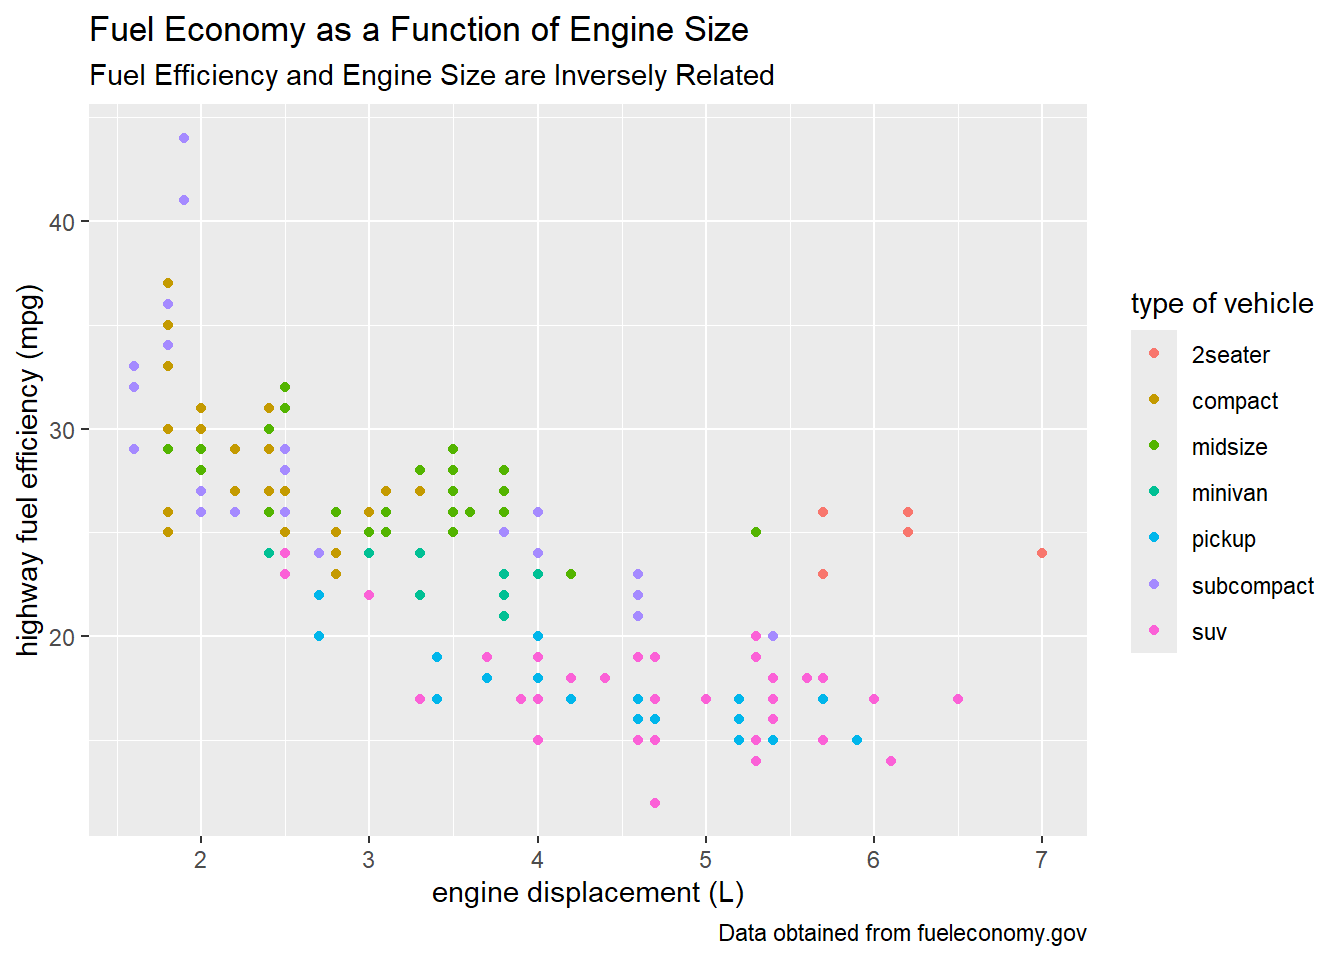 Fuel Economy as a Function of Engine Size
Fuel Efficiency and Engine Size are Inversely Related
highway fuel efficiency (mpg)
40
30
20
2 3 4 5 6 7
engine displacement (L)
type of vehicle
2seater
compact
midsize
minivan
pickup
subcompact
suv
Data obtained from fueleconomy.gov